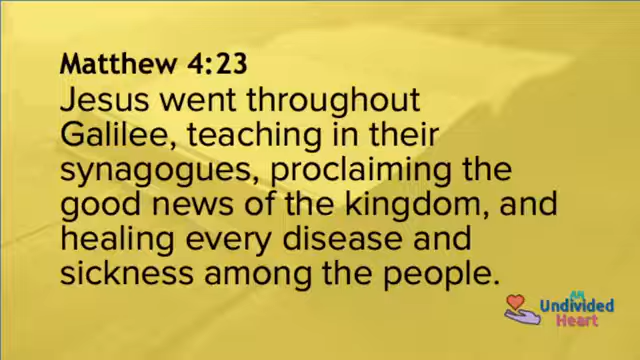 Matthew 4:23
Jesus went throughout
Galilee, teaching in their
synagogues, proclaiming the
good news of the kingdom, and
healing every disease and
sickness among the people.
AN
Undivided
Heart